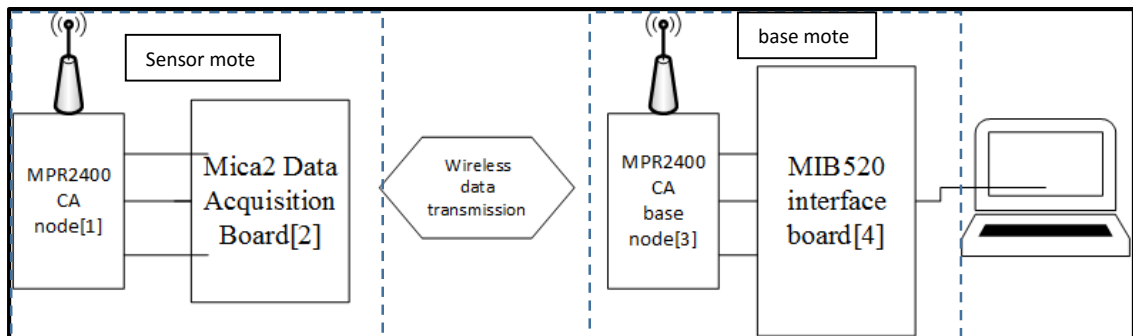 Sensor mote
MPR2400
CA
node[1]
Mica2 Data
Acquisition
Board[2]
Wireless
data
transmission
base mote
MPR2400
CA
base
node[3]
MIB520
interface
board[4]